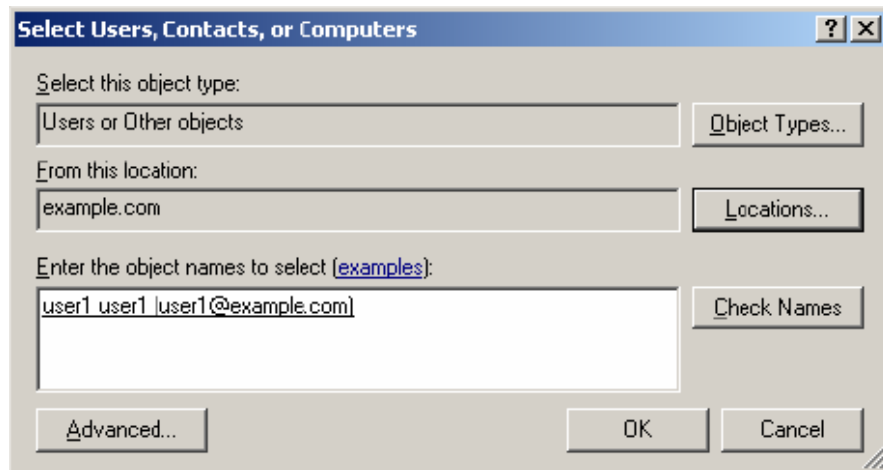 Select Users, Contacts, or Computers
Select this object type:
Users or Other objects
Object Types...
From this location:
example.com
Locations...
Enter the object names to select (examples):
user1 user1 (user1@example.com)
Check Names
Advanced...
OK
Cancel